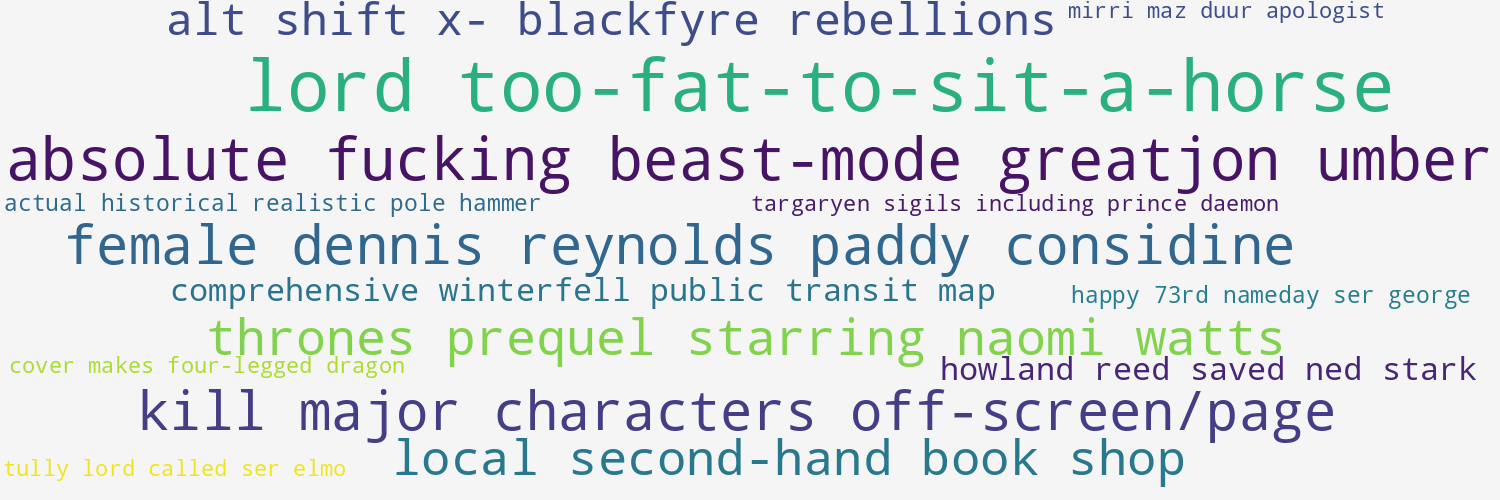 alt shift x- blackfyre rebellions
mirri maz duur apologist
lord too-fat-to-sit-a-horse
absolute fucking beast-mode greatjon umber
actual historical realistic pole hammer
targaryen sigils including prince daemon
female dennis reynolds paddy considine
comprehensive winterfell public transit map
happy 73rd nameday ser george
thrones prequel starring naomi watts
cover makes four-legged dragon
howland reed saved ned stark
kill major characters off-screen/page
local second-hand book shop
tully lord called ser elmo